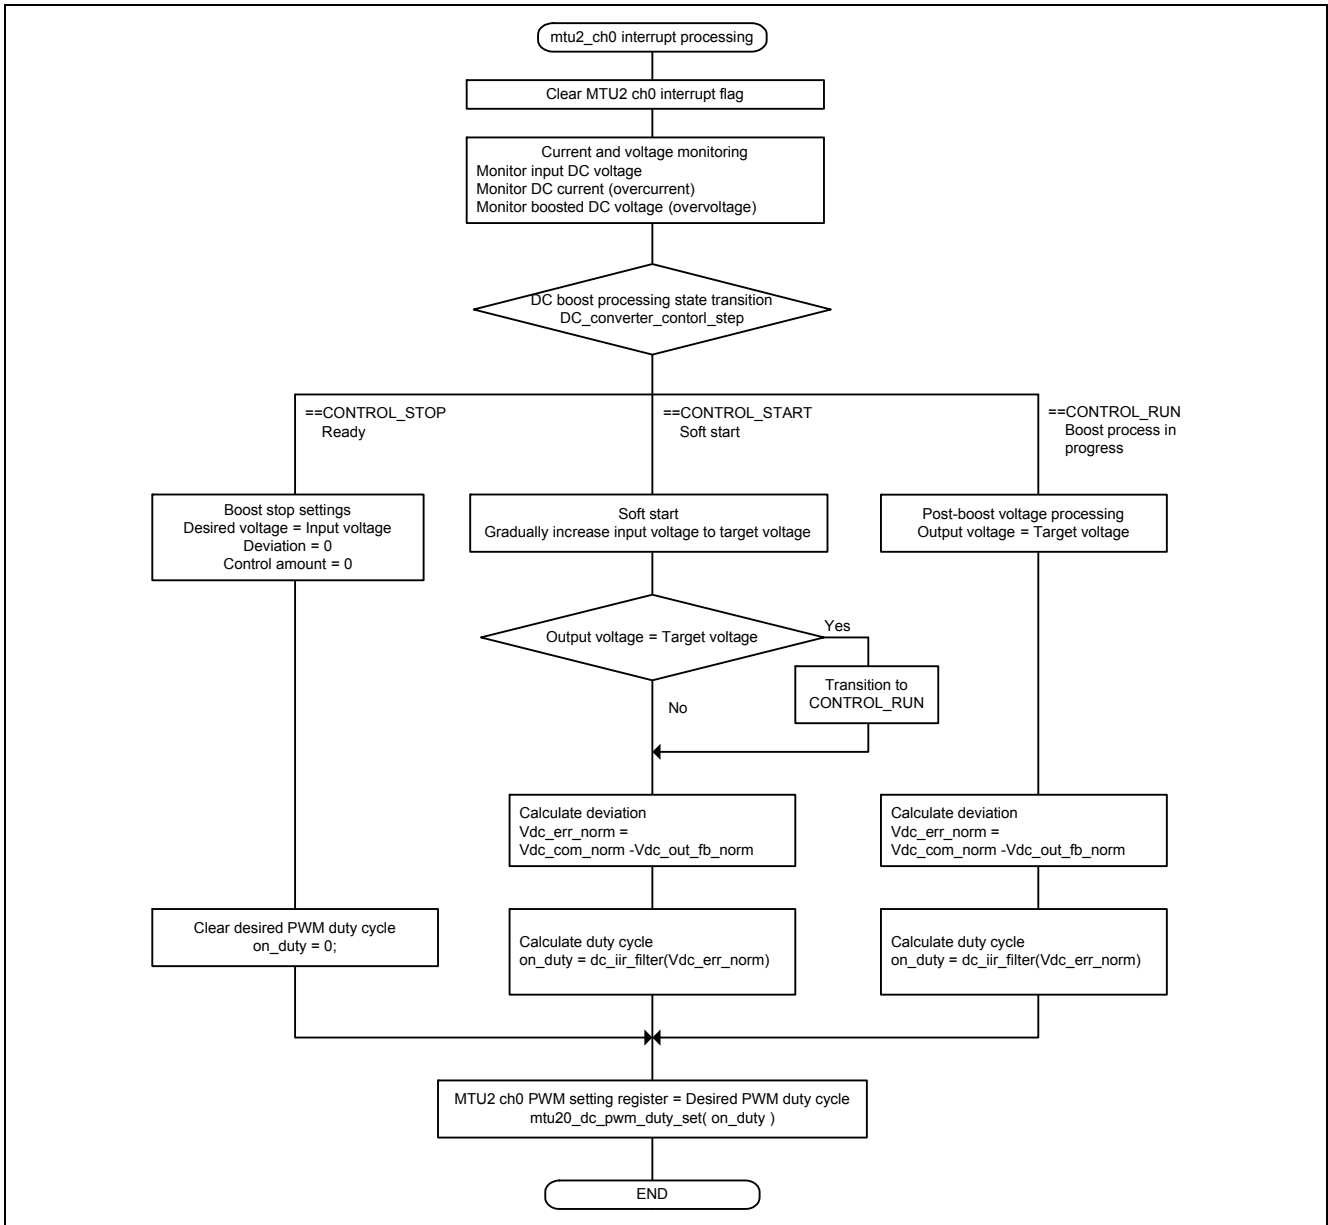 mtu2_ch0 interrupt processing
Clear MTU2 ch0 interrupt flag
Current and voltage monitoring
Monitor input DC voltage
Monitor DC current (overcurrent)
Monitor boosted DC voltage (overvoltage)
DC boost processing state transition
DC_converter_contorl_step
==CONTROL_STOP
Ready
==CONTROL_START
Soft start
==CONTROL_RUN
Boost process in
progress
Boost stop settings
Desired voltage = Input voltage
Deviation = 0
Control amount = 0
Soft start
Gradually increase input voltage to target voltage
Post-boost voltage processing
Output voltage = Target voltage
Output voltage = Target voltage
Yes
Transition to
CONTROL_RUN
No
Calculate deviation
Vdc_err_norm =
Vdc_com_norm -Vdc_out_fb_norm
Calculate deviation
Vdc_err_norm =
Vdc_com_norm -Vdc_out_fb_norm
Clear desired PWM duty cycle
on_duty = 0;
Calculate duty cycle
on_duty = dc_iir_filter(Vdc_err_norm)
Calculate duty cycle
on_duty = dc_iir_filter(Vdc_err_norm)
MTU2 ch0 PWM setting register = Desired PWM duty cycle
mtu20_dc_pwm_duty_set( on_duty )
END